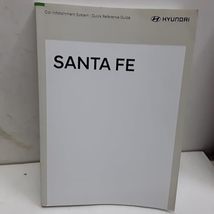 Car Infotainment System | Quick Reference Guide
HYUNDAI
SANTA FE